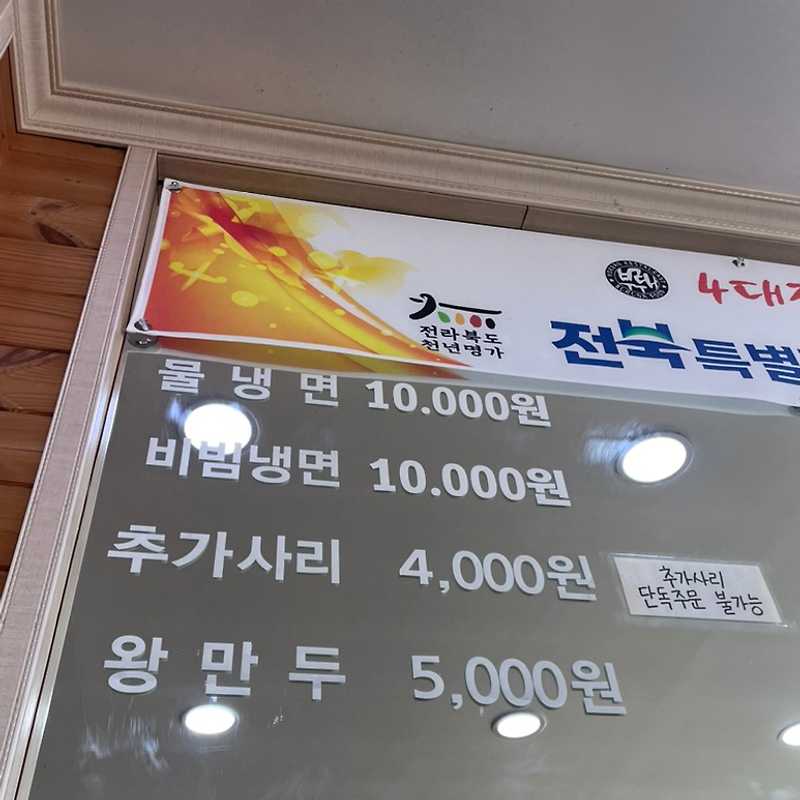 4대
전라북도
천년명가
전북특별
물냉면 10.000원
비빔냉면 10.000원
추가사리 4,000원
추가사리
단독주문 불가능
왕만두 5,000원